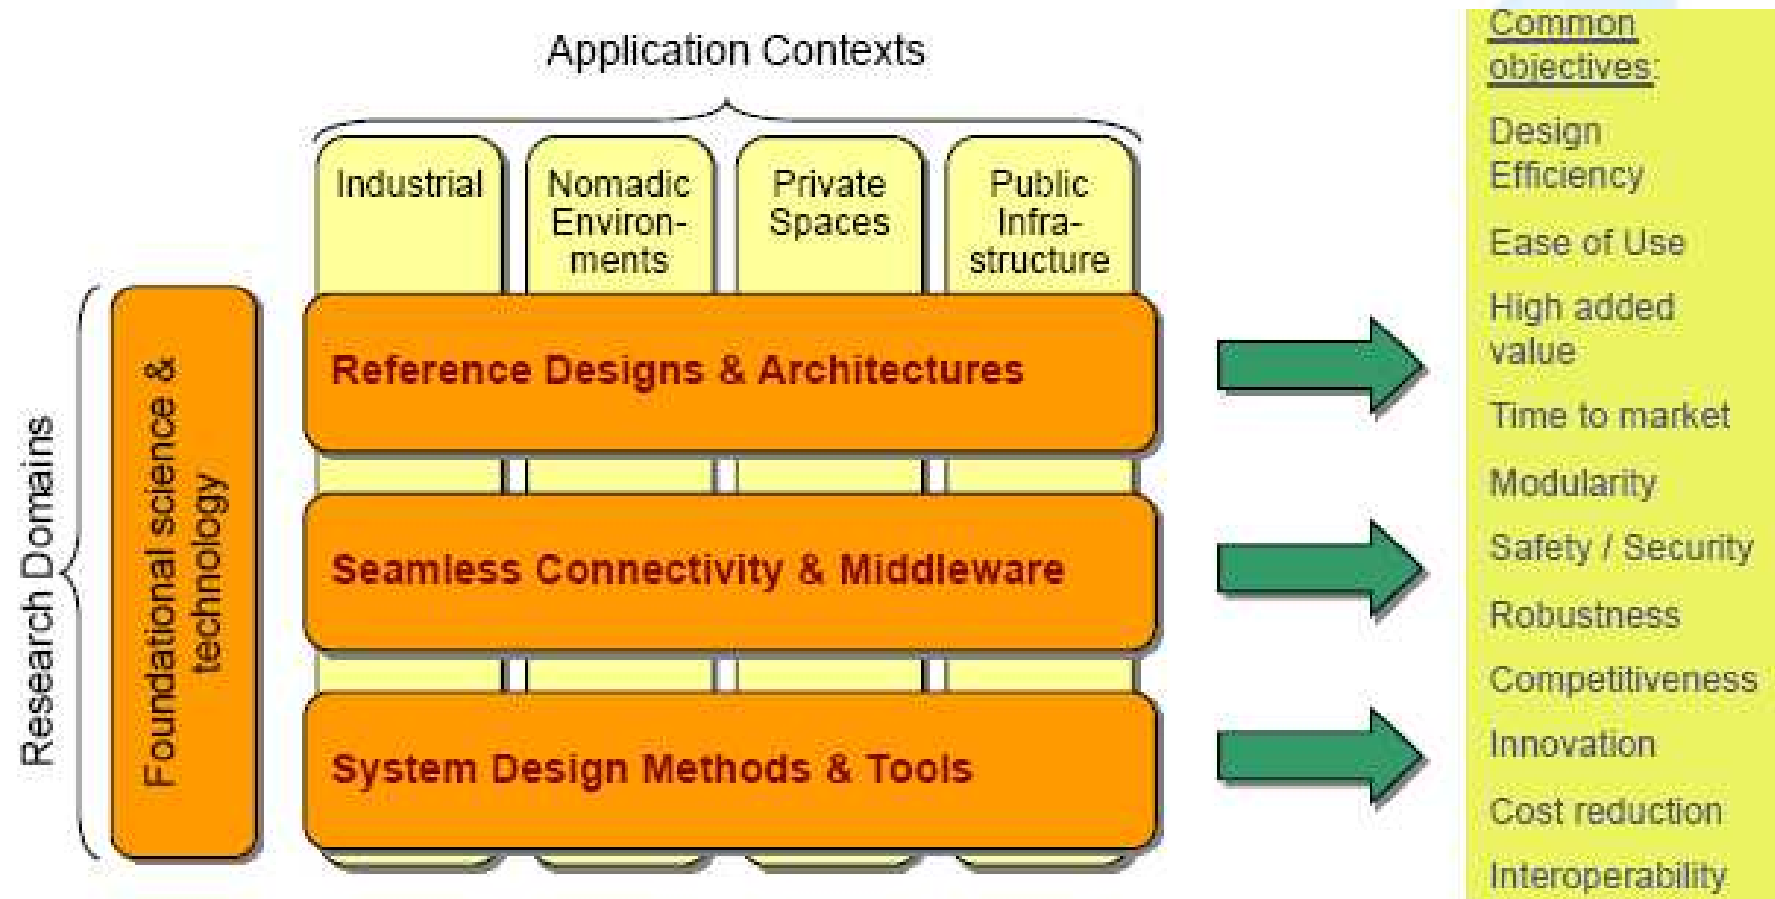 Application Contexts
Industrial
Nomadic
Environ-
ments
Private
Spaces
Public
Infra-
structure
Research Domains
Foundational science &
technology
Reference Designs & Architectures
Seamless Connectivity & Middleware
System Design Methods & Tools
Common
objectives:
Design
Efficiency
Ease of Use
High added
value
Time to market
Modularity
Safety / Security
Robustness
Competitiveness
Innovation
Cost reduction
Interoperability